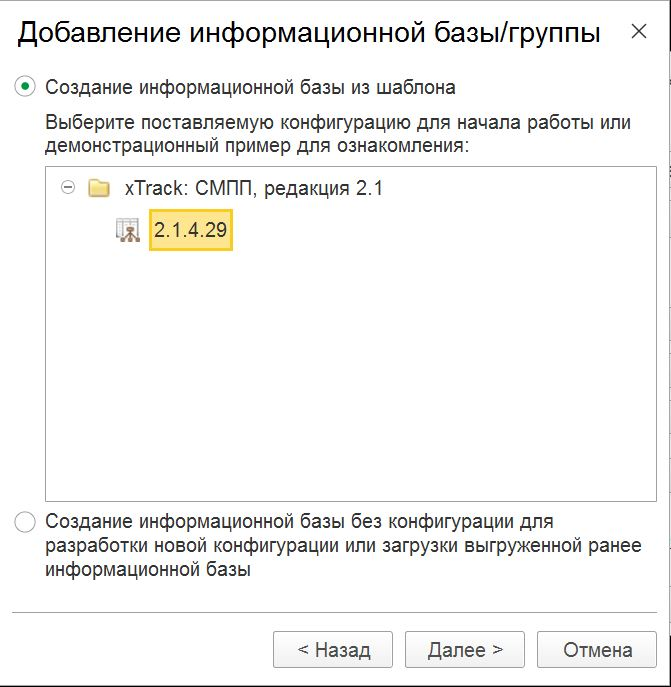 Добавление информационной базы/группы
Создание информационной базы из шаблона
Выберите поставляемую конфигурацию для начала работы или
демонстрационный пример для ознакомления:
xTrack: СМПП, редакция 2.1
2.1.4.29
Создание информационной базы без конфигурации для
разработки новой конфигурации или загрузки выгруженной ранее
информационной базы
< Назад
Далее >
Отмена